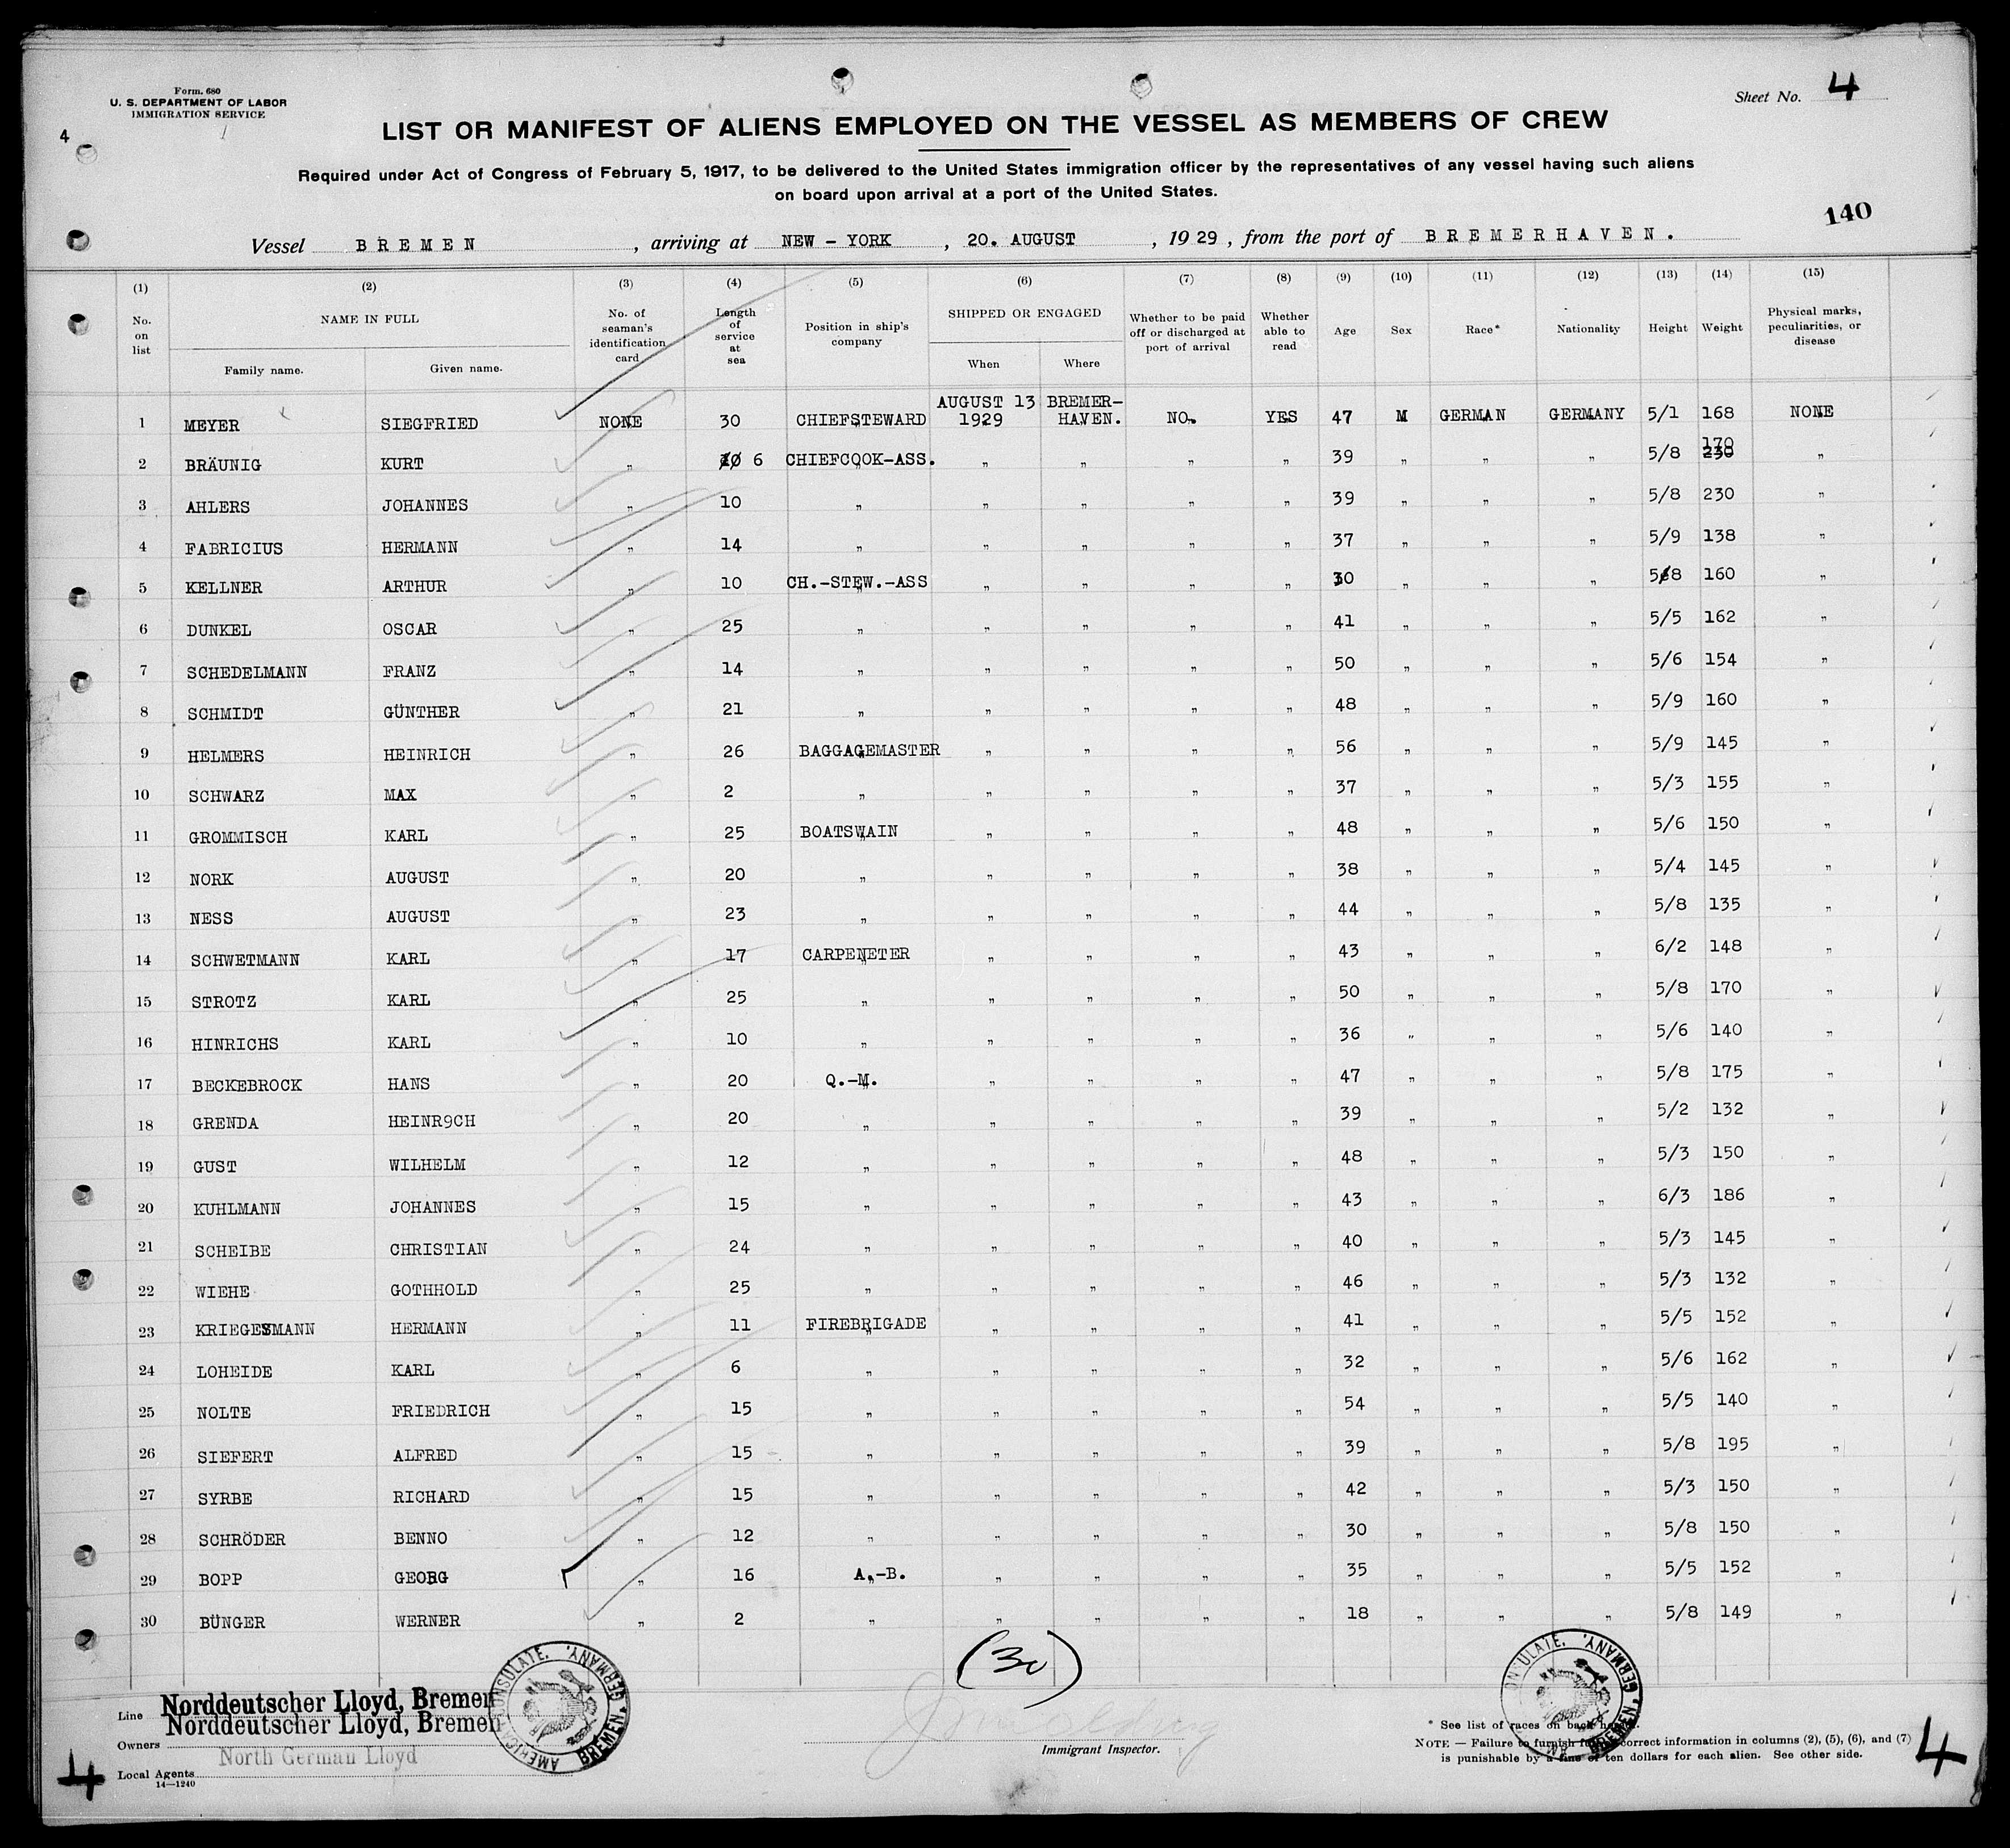 Form. 680
U. S. DEPARTMENT OF LABOR
IMMIGRATION SERVICE
Sheet No. 4
4
LIST OR MANIFEST OF ALIENS EMPLOYED ON THE VESSEL AS MEMBERS OF CREW
Required under Act of Congress of February 5, 1917, to be delivered to the United States immigration officer by the representatives of any vessel having such aliens
on board upon arrival at a port of the United States.
140
Vessel BREMEN, arriving at NEW-YORK, 20. AUGUST, 1929, from the port of BREMERHAVEN.
(1) (2) (3) (4) (5) (6) (7) (8) (9) (10) (11) (12) (13) (14) (15)
No. on list NAME IN FULL Family name. Given name. No. of seaman's identification card Length of service at sea Position in ship's company SHIPPED OR ENGAGED When Where Whether to be paid off or discharged at port of arrival Whether able to read Age Sex Race* Nationality Height Weight Physical marks, peculiarities, or disease
1 MEYER SIEGFRIED NONE 30 CHIEFSTEWARD AUGUST 13 1929 BREMER-HAVEN. NO. YES 47 M GERMAN GERMANY 5/1 168 NONE
2 BRÄUNIG KURT " 6 CHIEFCOOK-ASS. " " " " 39 " " " 5/8 170 230 "
3 AHLERS JOHANNES " 10 " " " " " 39 " " " 5/8 230 "
4 FABRICIUS HERMANN " 14 " " " " " 37 " " " 5/9 138 "
5 KELLNER ARTHUR " 10 CH.-STEW.-ASS " " " " 30 " " " 5/8 160 "
6 DUNKEL OSCAR " 25 " " " " " 41 " " " 5/5 162 "
7 SCHEDELMANN FRANZ " 14 " " " " " 50 " " " 5/6 154 "
8 SCHMIDT GÜNTHER " 21 " " " " " 48 " " " 5/9 160 "
9 HELMERS HEINRICH " 26 BAGGAGEMASTER " " " " 56 " " " 5/9 145 "
10 SCHWARZ MAX " 2 " " " " " 37 " " " 5/3 155 "
11 GROMMISCH KARL " 25 BOATSWAIN " " " " 48 " " " 5/6 150 "
12 NORK AUGUST " 20 " " " " " 38 " " " 5/4 145 "
13 NESS AUGUST " 23 " " " " " 44 " " " 5/8 135 "
14 SCHWETMANN KARL " 17 CARPENETER " " " " 43 " " " 6/2 148 "
15 STROTZ KARL " 25 " " " " " 50 " " " 5/8 170 "
16 HINRICHS KARL " 10 " " " " " 36 " " " 5/6 140 "
17 BECKEBROCK HANS " 20 Q.-M. " " " " 47 " " " 5/8 175 "
18 GRENDA HEINR9CH " 20 " " " " " 39 " " " 5/2 132 "
19 GUST WILHELM " 12 " " " " " 48 " " " 5/3 150 "
20 KUHLMANN JOHANNES " 15 " " " " " 43 " " " 6/3 186 "
21 SCHEIBE CHRISTIAN " 24 " " " " " 40 " " " 5/3 145 "
22 WIEHE GOTHHOLD " 25 " " " " " 46 " " " 5/3 132 "
23 KRIEGESMANN HERMANN " 11 FIREBRIGADE " " " " 41 " " " 5/5 152 "
24 LOHEIDE KARL " 6 " " " " " 32 " " " 5/6 162 "
25 NOLTE FRIEDRICH " 15 " " " " " 54 " " " 5/5 140 "
26 SIEFERT ALFRED " 15 " " " " " 39 " " " 5/8 195 "
27 SYRBE RICHARD " 15 " " " " " 42 " " " 5/3 150 "
28 SCHRÖDER BENNO " 12 " " " " " 30 " " " 5/8 150 "
29 BOPP GEORG " 16 A.-B. " " " " 35 " " " 5/5 152 "
30 BÜNGER WERNER " 2 " " " " " 18 " " " 5/8 149 "
(30)
Line Norddeutscher Lloyd, Bremen
Owners Norddeutscher Lloyd, Bremen
Local Agents North German Lloyd
14—1240
AMERICAN CONSULATE. BREMEN, GERMANY.
Immigrant Inspector.
AMERICAN CONSULATE. BREMEN, GERMANY.
* See list of races on back hereof.
NOTE — Failure to furnish full or correct information in columns (2), (5), (6), and (7)
is punishable by a fine of ten dollars for each alien. See other side.
4
4